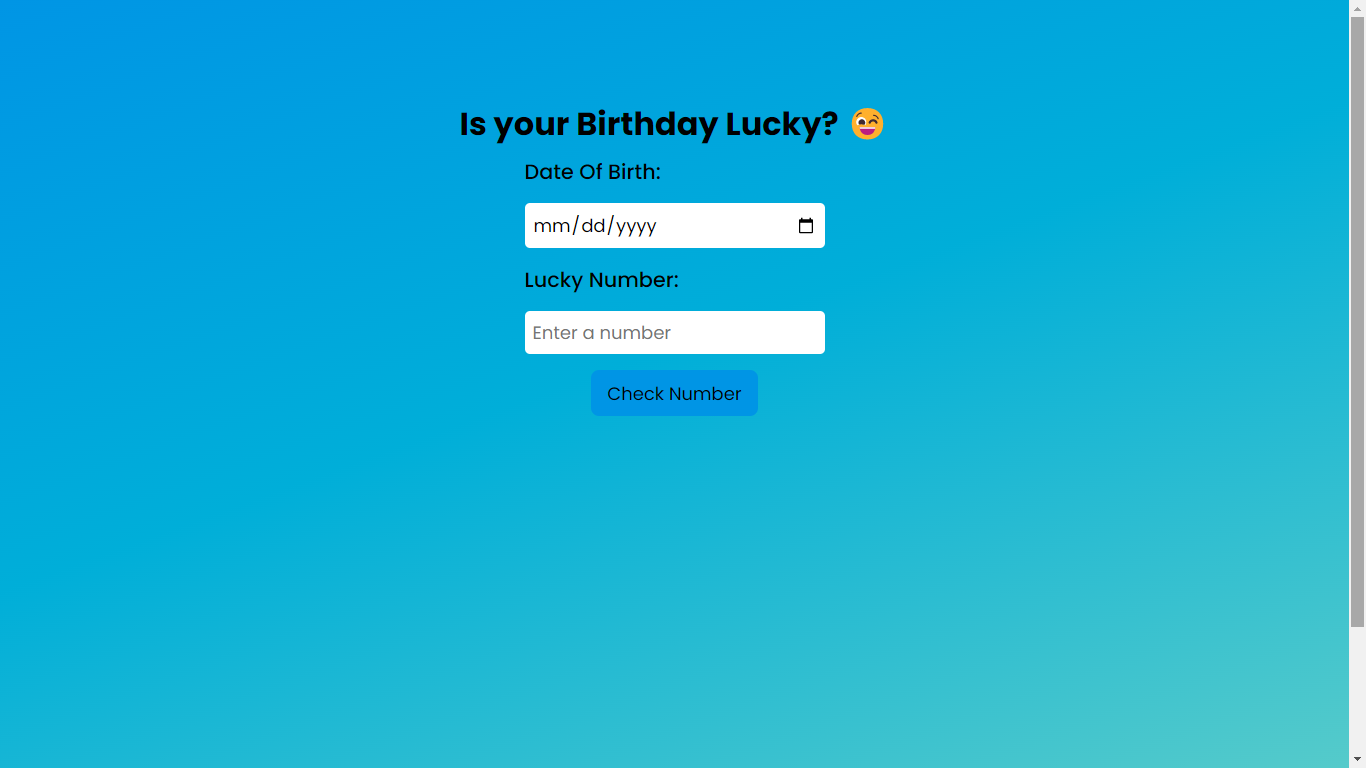 Is your Birthday Lucky? 😉
Date Of Birth:
mm/dd/yyyy
Lucky Number:
Enter a number
Check Number